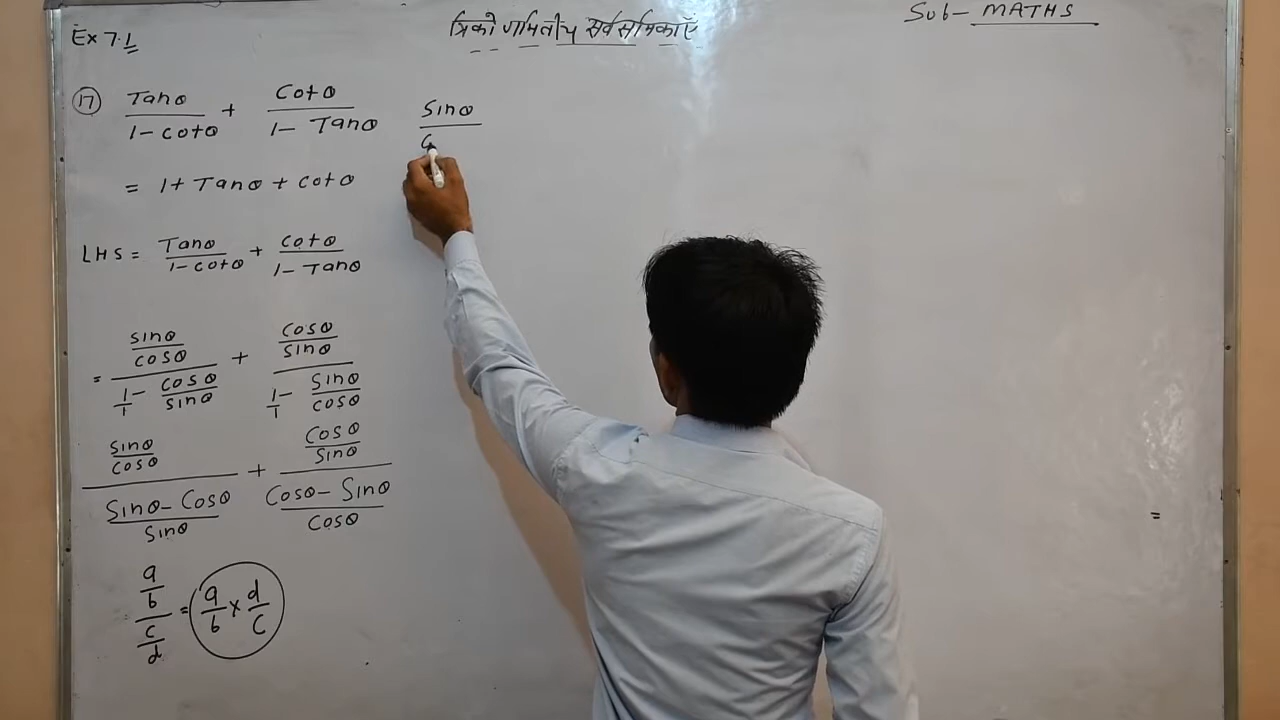 Ex 7.1
त्रिकोणमितीय सर्वसमिकाएँ
Sub- MATHS
(17) Tanθ/1-cotθ + Cotθ/1- Tanθ
= 1+ Tanθ + cotθ
LHS = Tanθ/1-cotθ + cotθ/1- Tanθ
= sinθ/cosθ / 1/1 - cosθ/sinθ + cosθ/sinθ / 1/1 - sinθ/cosθ
sinθ/cosθ / Sinθ-Cosθ/Sinθ + Cosθ/Sinθ / Cosθ- Sinθ/Cosθ
a/b / c/d = a/b × d/c
Sinθ
=